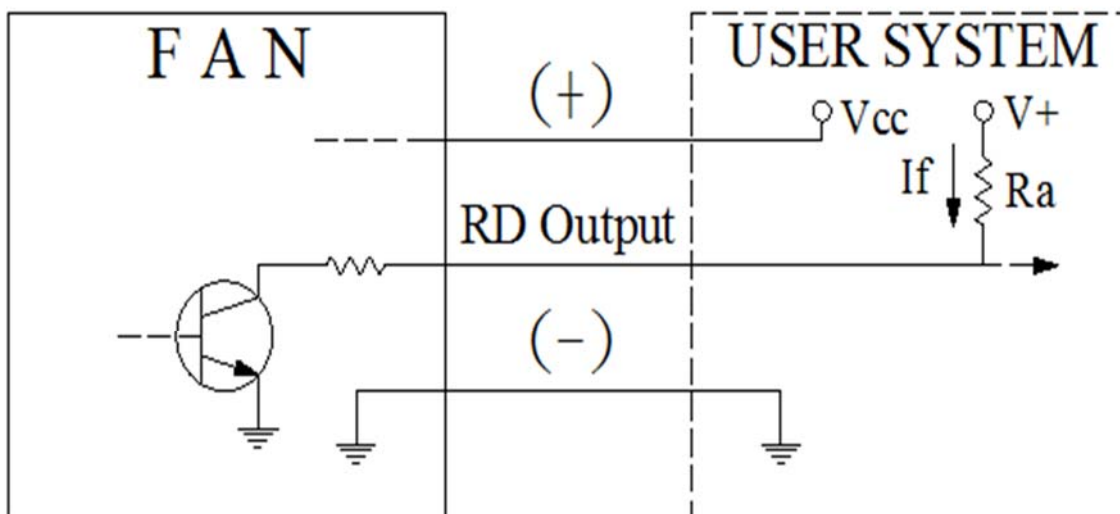 F A N
USER SYSTEM
(+)
Vcc
V+
If
Ra
RD Output
(-)